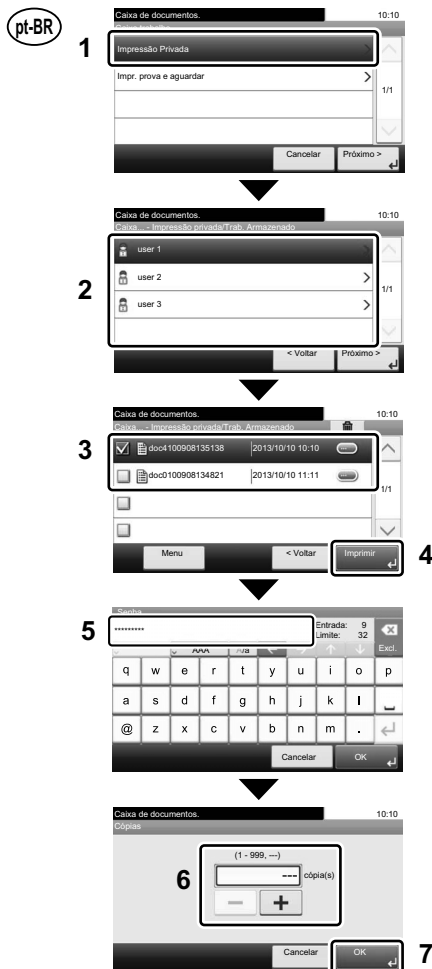 pt-BR
Caixa de documentos. 10:10
1
Impressão Privada
Impr. prova e aguardar
1/1
Cancelar Próximo >
Caixa de documentos. 10:10
Caixa... - Impressão privada/Trab. Armazenado
2
user 1
user 2
user 3
1/1
< Voltar Próximo >
Caixa de documentos. 10:10
Caixa... - Impressão privada/Trab. Armazenado
3
doc4100908135138 2013/10/10 10:10 ...
doc0100908134821 2013/10/10 11:11 ...
1/1
Menu < Voltar Imprimir 4
Senha
5
********* Entrada: 9
Limite: 32
Excl.
q w e r t y u i o p
a s d f g h j k l
@ z x c v b n m .
Cancelar OK
Caixa de documentos. 10:10
Cópias
(1 - 999, ---)
6
--- cópia(s)
− +
Cancelar OK 7